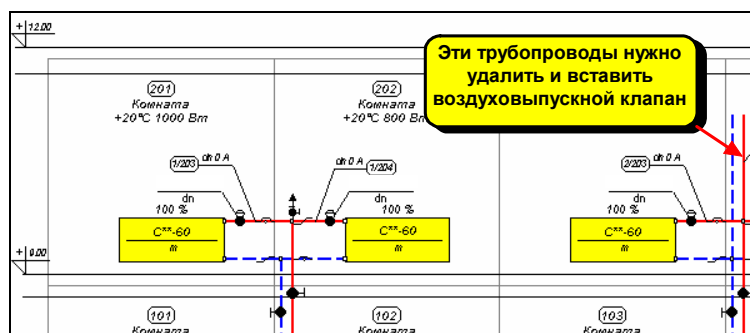 + 12.00
Эти трубопроводы нужно
удалить и вставить
воздуховыпускной клапан
201
Комната
+20°C 1000 Вт
202
Комната
+20°C 800 Вт
1/203
dn 0 A
dn 0 A
1/204
2/203
dn 0 A
dn
100 %
dn
100 %
dn
100 %
C**-60
m
C**-60
m
C**-60
m
+ 9.00
101
Комната
102
Комната
103
Комната